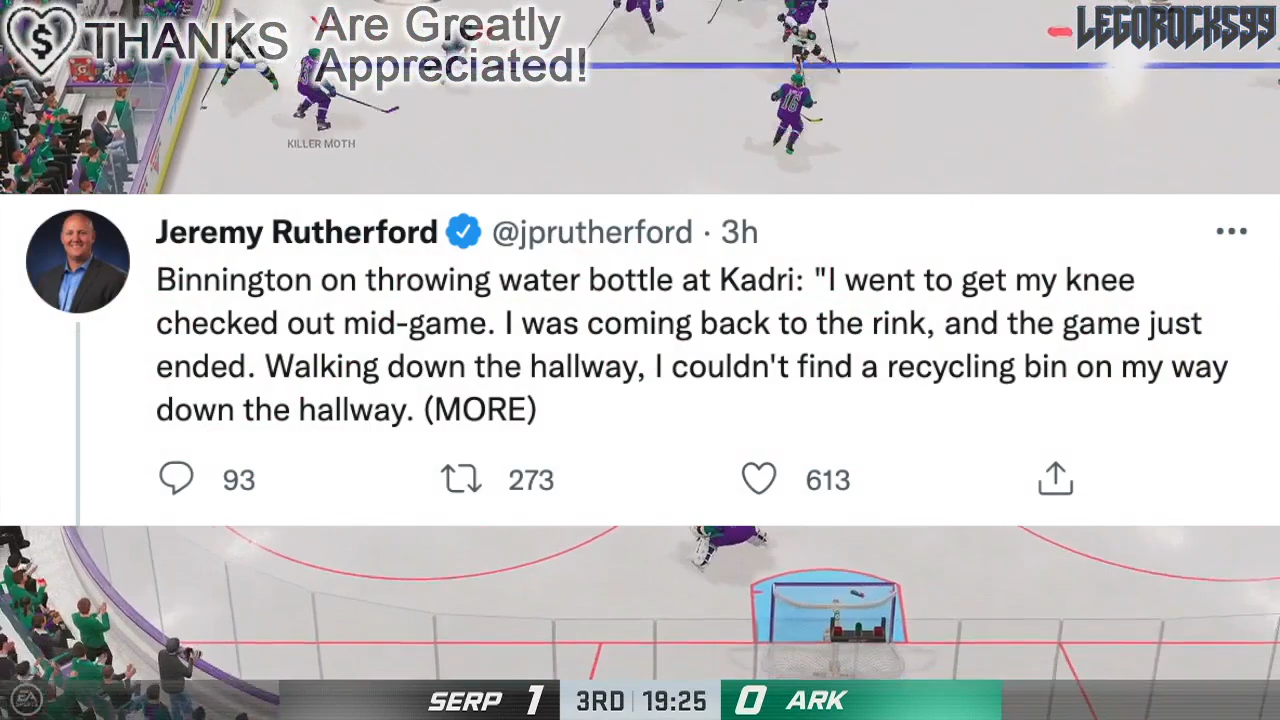 THANKS Are Greatly
Appreciated!
LEGOROCKS99
KILLER MOTH
16
Jeremy Rutherford @jprutherford · 3h
Binnington on throwing water bottle at Kadri: "I went to get my knee
checked out mid-game. I was coming back to the rink, and the game just
ended. Walking down the hallway, I couldn't find a recycling bin on my way
down the hallway. (MORE)
93 273 613
SERP 1 3RD 19:25 0 ARK